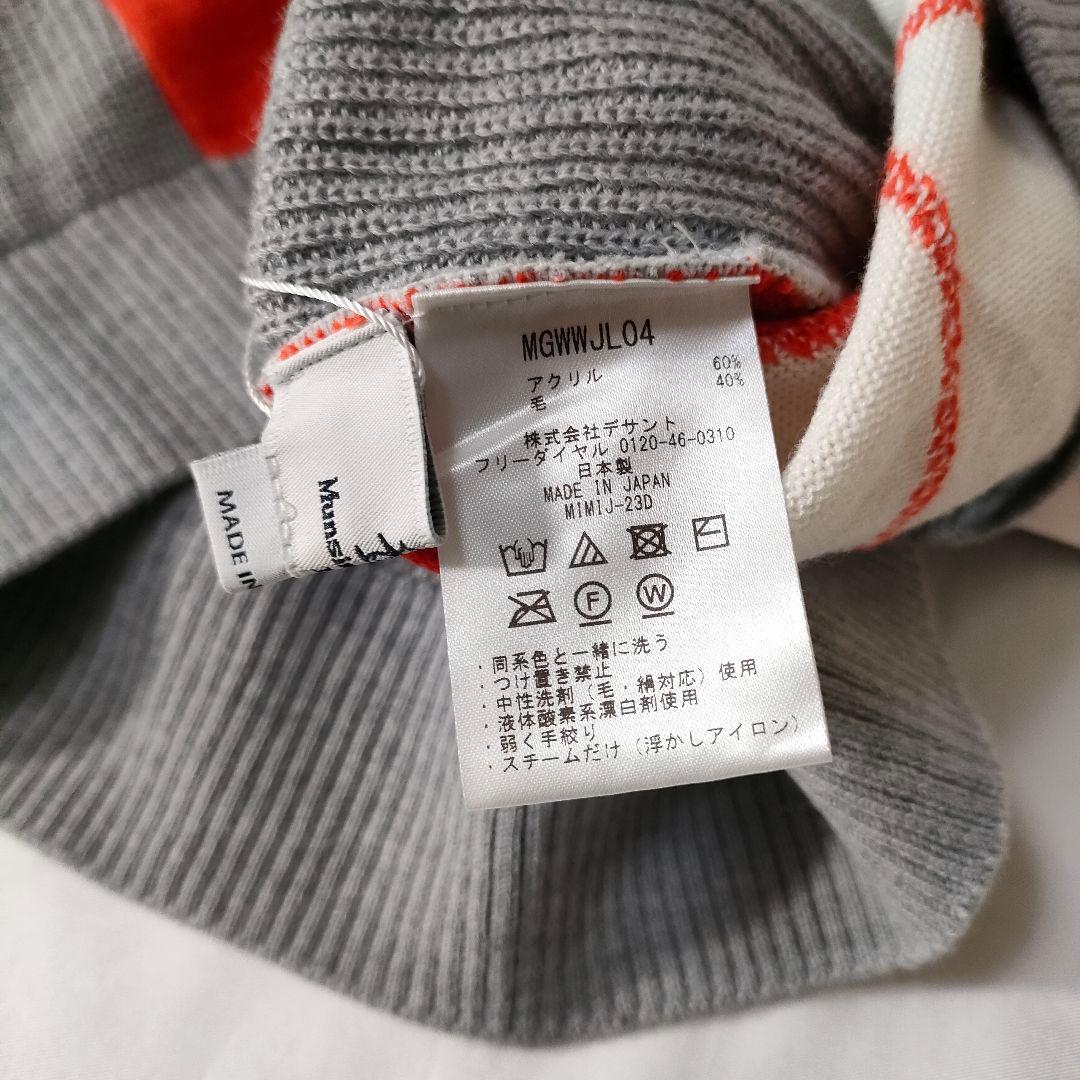 MGWWJL04
アクリル 60%
毛 40%
株式会社デサント
フリーダイヤル 0120-46-0310
日本製
MADE IN JAPAN
MIMIJ-23D
F
W
・同系色と一緒に洗う
・つけ置き禁止
・中性洗剤（毛・絹対応）使用
・液体酸素系漂白剤使用
・弱く手絞り
・スチームだけ（浮かしアイロン）
MADE IN